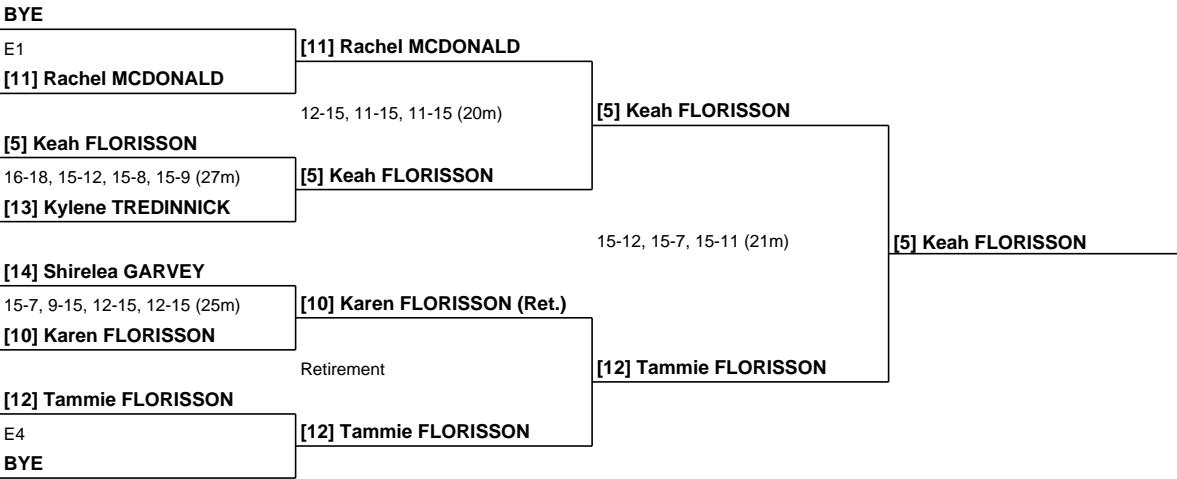 BYE
E1
[11] Rachel MCDONALD
[11] Rachel MCDONALD
12-15, 11-15, 11-15 (20m)
[5] Keah FLORISSON
[5] Keah FLORISSON
16-18, 15-12, 15-8, 15-9 (27m)
[5] Keah FLORISSON
[13] Kylene TREDINNICK
15-12, 15-7, 15-11 (21m)
[5] Keah FLORISSON
[14] Shirelea GARVEY
15-7, 9-15, 12-15, 12-15 (25m)
[10] Karen FLORISSON (Ret.)
[10] Karen FLORISSON
Retirement
[12] Tammie FLORISSON
[12] Tammie FLORISSON
E4
[12] Tammie FLORISSON
BYE